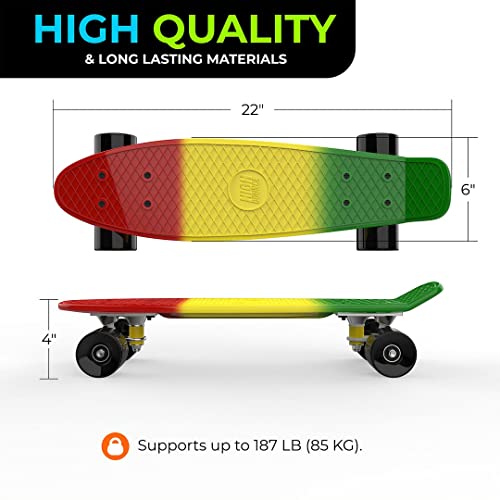 HIGH QUALITY
& LONG LASTING MATERIALS
22"
6"
4"
Supports up to 187 LB (85 KG).